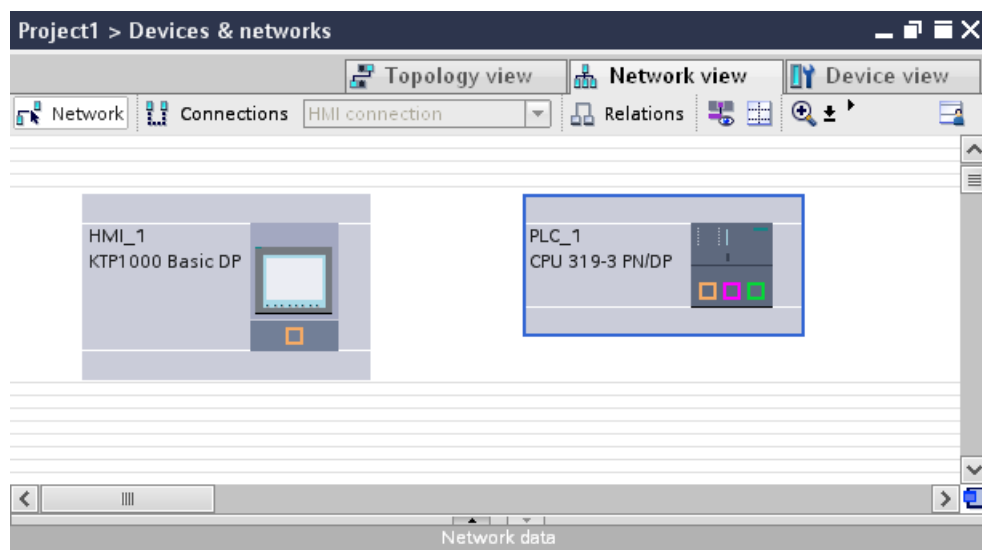 Project1 > Devices & networks
Topology view
Network view
Device view
Network
Connections
HMI connection
Relations
HMI_1
KTP1000 Basic DP
PLC_1
CPU 319-3 PN/DP
Network data